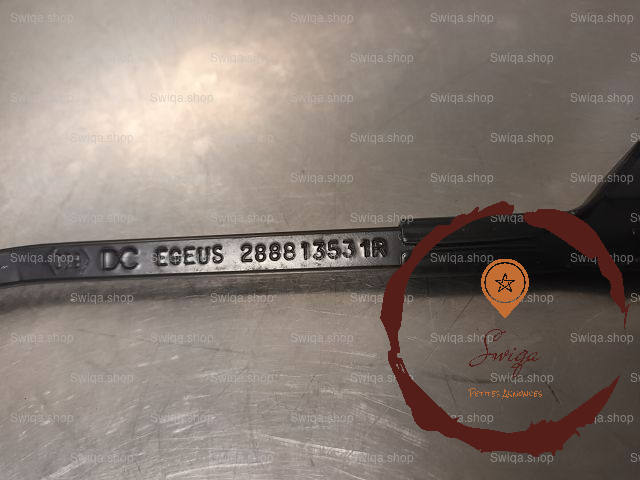 DC EGEUS 288813531R
Swiqa
PETITES ANNONCES
Swiqa.shop